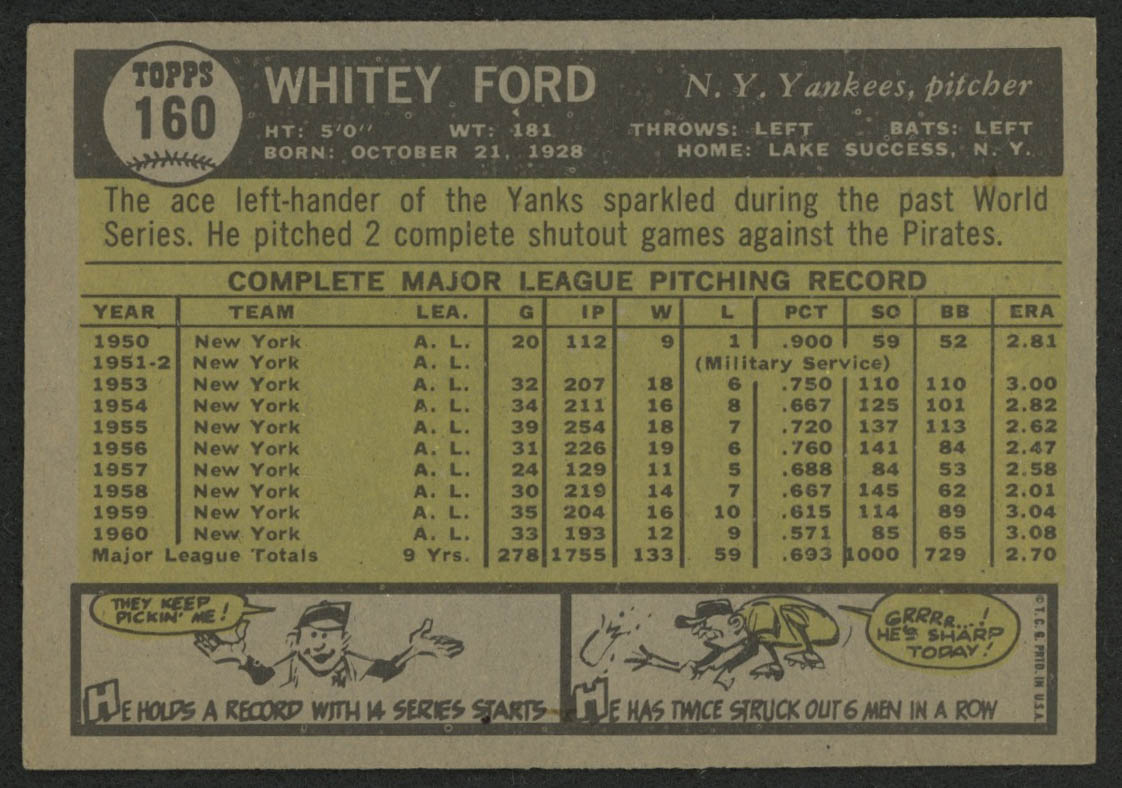 TOPPS
160
WHITEY FORD N. Y. Yankees, pitcher
HT: 5'0" WT: 181 THROWS: LEFT BATS: LEFT
BORN: OCTOBER 21, 1928 HOME: LAKE SUCCESS, N. Y.
The ace left-hander of the Yanks sparkled during the past World
Series. He pitched 2 complete shutout games against the Pirates.
COMPLETE MAJOR LEAGUE PITCHING RECORD
YEAR TEAM LEA. G IP W L PCT SO BB ERA
1950 New York A. L. 20 112 9 1 .900 59 52 2.81
1951-2 New York A. L. (Military Service)
1953 New York A. L. 32 207 18 6 .750 110 110 3.00
1954 New York A. L. 34 211 16 8 .667 125 101 2.82
1955 New York A. L. 39 254 18 7 .720 137 113 2.62
1956 New York A. L. 31 226 19 6 .760 141 84 2.47
1957 New York A. L. 24 129 11 5 .688 84 53 2.58
1958 New York A. L. 30 219 14 7 .667 145 62 2.01
1959 New York A. L. 35 204 16 10 .615 114 89 3.04
1960 New York A. L. 33 193 12 9 .571 85 65 3.08
Major League Totals 9 Yrs. 278 1755 133 59 .693 1000 729 2.70
THEY KEEP
PICKIN' ME!
HE HOLDS A RECORD WITH 14 SERIES STARTS
GRRRR...!
HE'S SHARP
TODAY!
HE HAS TWICE STRUCK OUT 6 MEN IN A ROW
© T. C. G. PRTD. IN U.S.A.